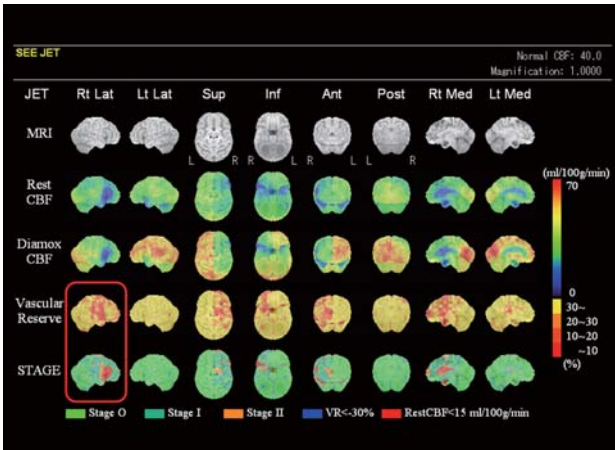 SEE JET
Normal CBF: 40.0
Magnification: 1.0000
JET Rt Lat Lt Lat Sup Inf Ant Post Rt Med Lt Med
MRI
L R R L R L L R
(ml/100g/min)
Rest CBF
70
Diamox CBF
0
Vascular Reserve
30~
20~30
10~20
~10
(%)
STAGE
Stage O Stage I Stage II VR<-30% RestCBF<15 ml/100g/min